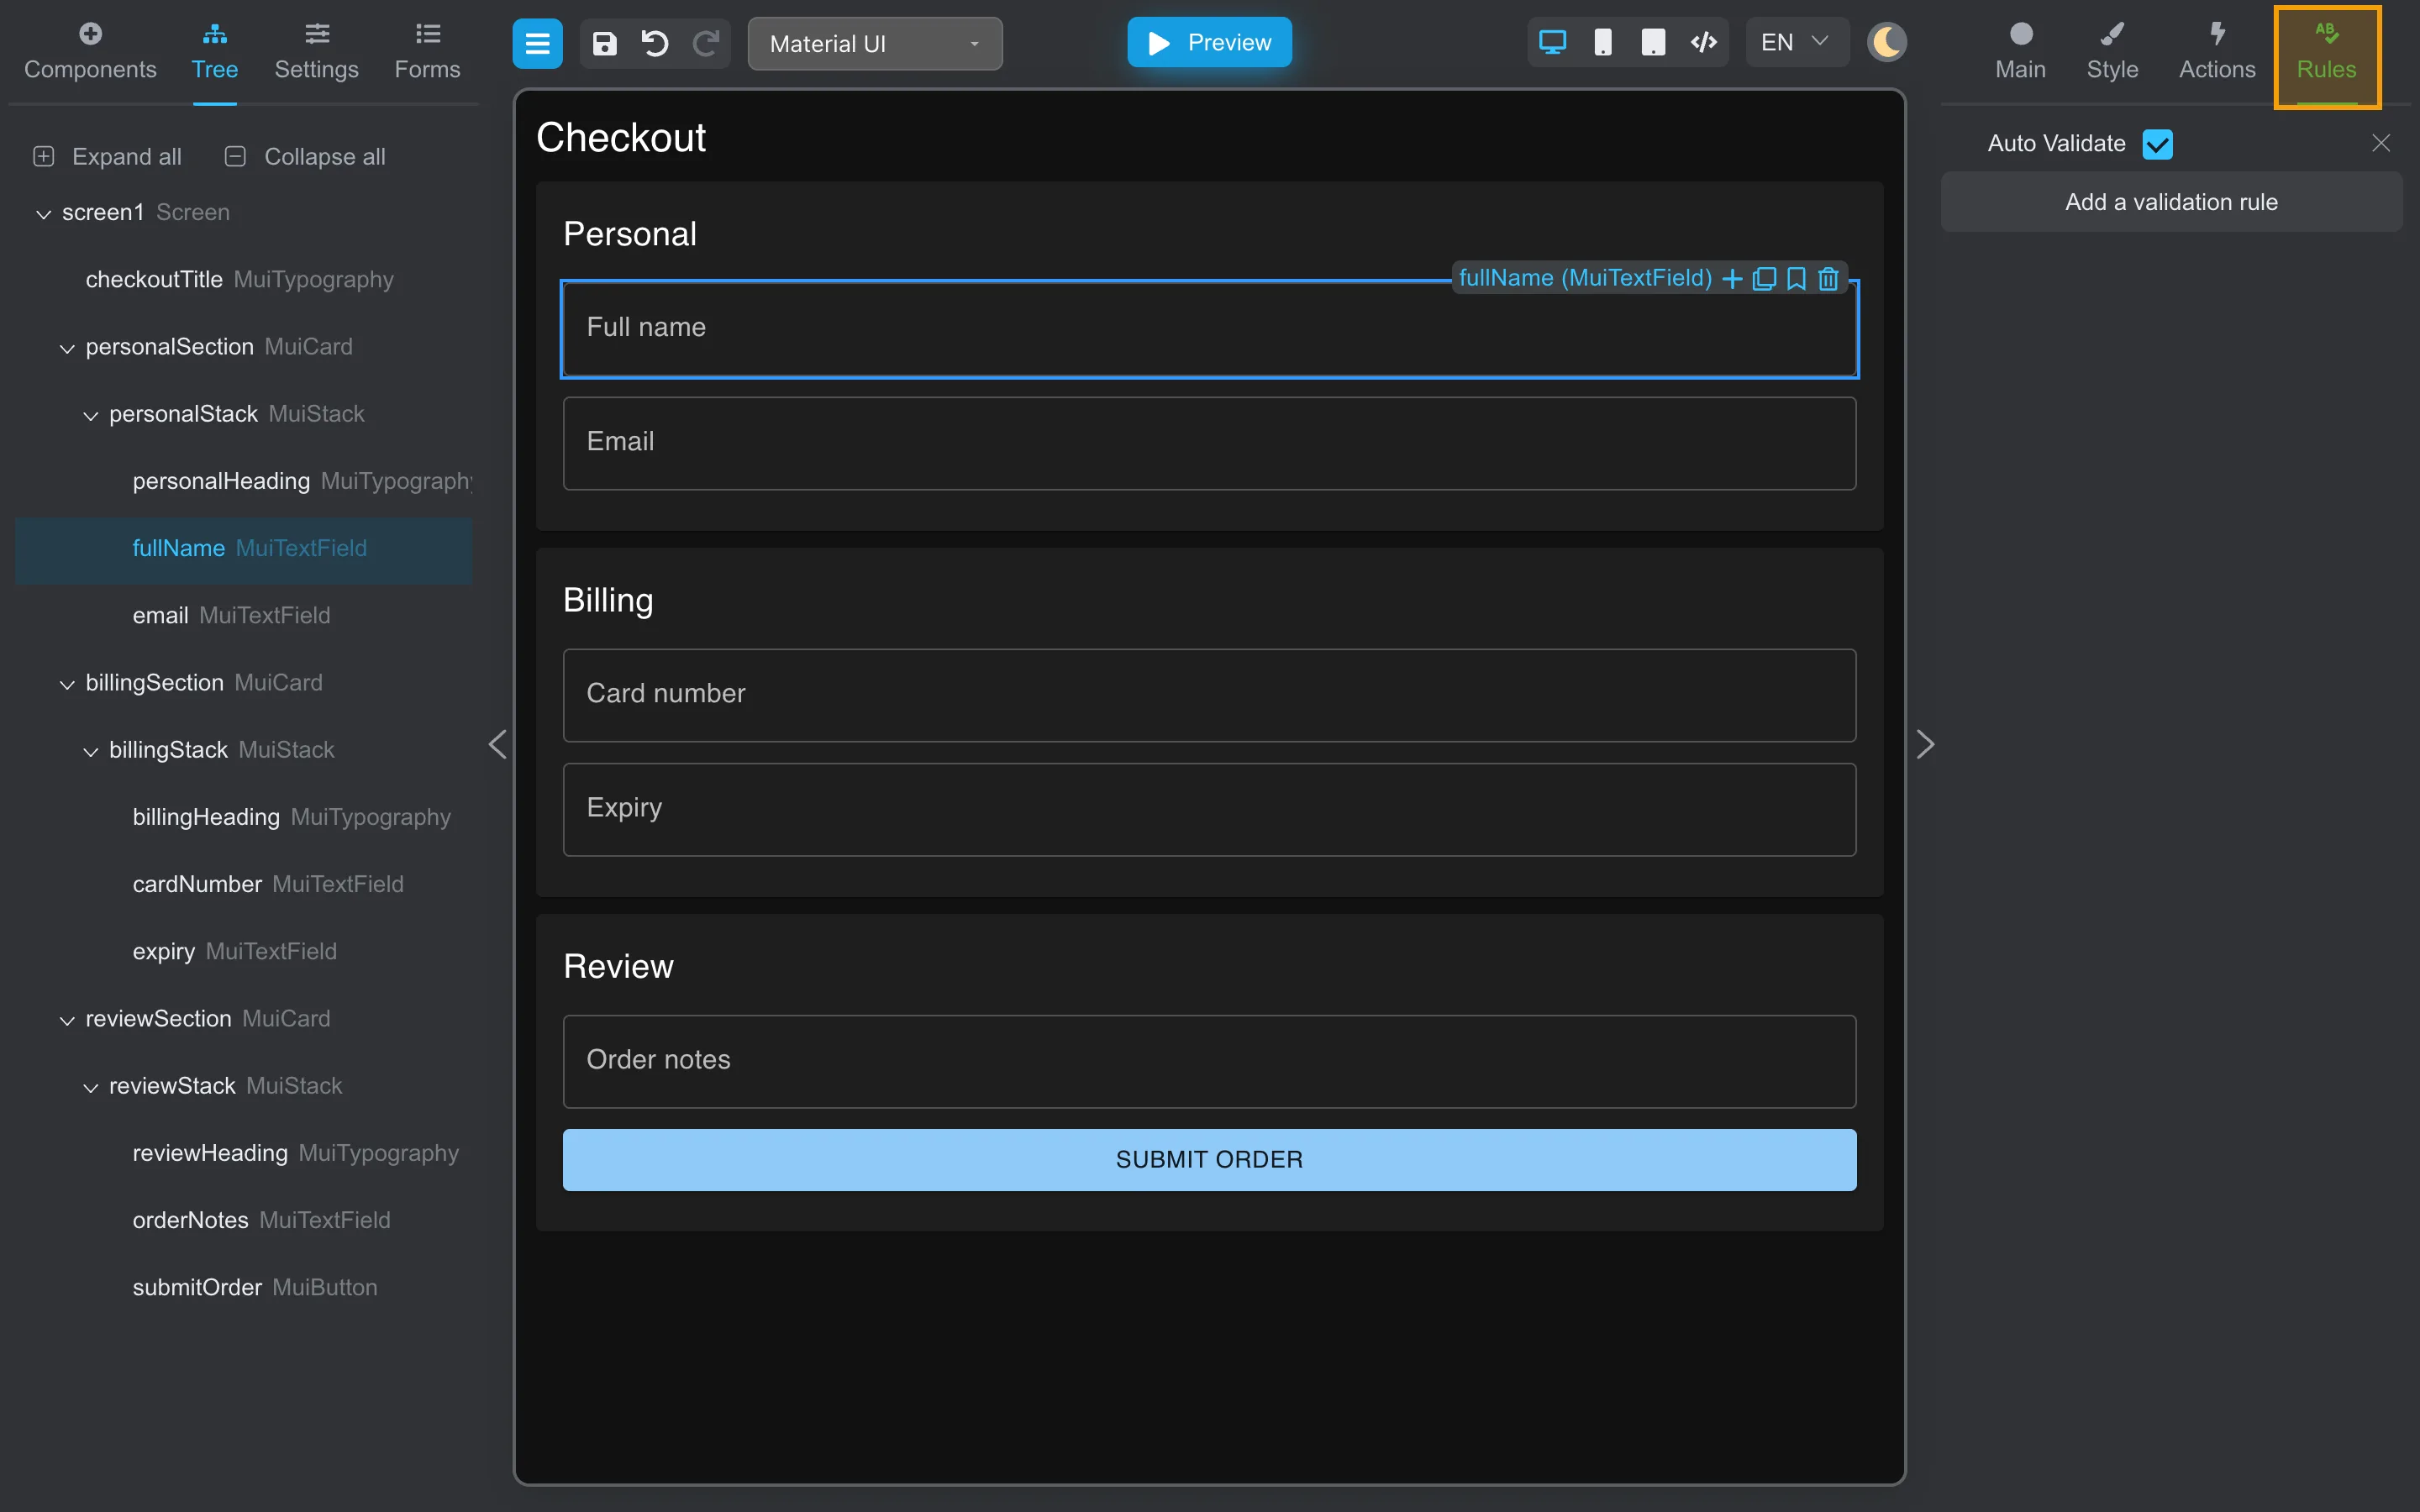 Components
Tree
Settings
Forms
Material UI
Preview
EN
Main
Style
Actions
AB
Rules
Expand all
Collapse all
screen1 Screen
checkoutTitle MuiTypography
personalSection MuiCard
personalStack MuiStack
personalHeading MuiTypography
fullName MuiTextField
email MuiTextField
billingSection MuiCard
billingStack MuiStack
billingHeading MuiTypography
cardNumber MuiTextField
expiry MuiTextField
reviewSection MuiCard
reviewStack MuiStack
reviewHeading MuiTypography
orderNotes MuiTextField
submitOrder MuiButton
Checkout
Personal
fullName (MuiTextField)
Full name
Email
Billing
Card number
Expiry
Review
Order notes
SUBMIT ORDER
Auto Validate
Add a validation rule